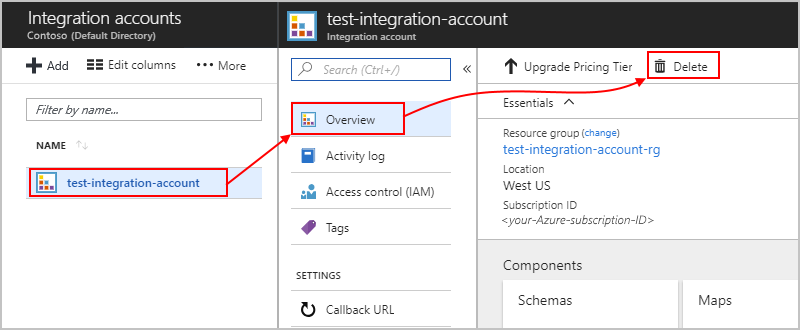 Integration accounts
Contoso (Default Directory)
Add
Edit columns
More
Filter by name...
NAME
test-integration-account
test-integration-account
Integration account
Search (Ctrl+/)
Overview
Activity log
Access control (IAM)
Tags
SETTINGS
Callback URL
Upgrade Pricing Tier
Delete
Essentials
Resource group (change)
test-integration-account-rg
Location
West US
Subscription ID
<your-Azure-subscription-ID>
Components
Schemas
Maps